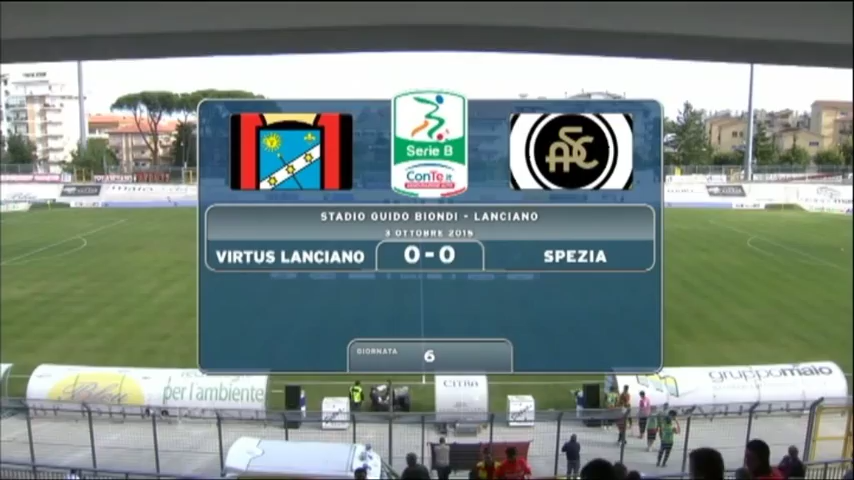 Serie B
ConTe.it
STADIO GUIDO BIONDI - LANCIANO
3 OTTOBRE 2015
VIRTUS LANCIANO 0-0 SPEZIA
GIORNATA 6
per l'ambiente
CITRA
gruppomaio